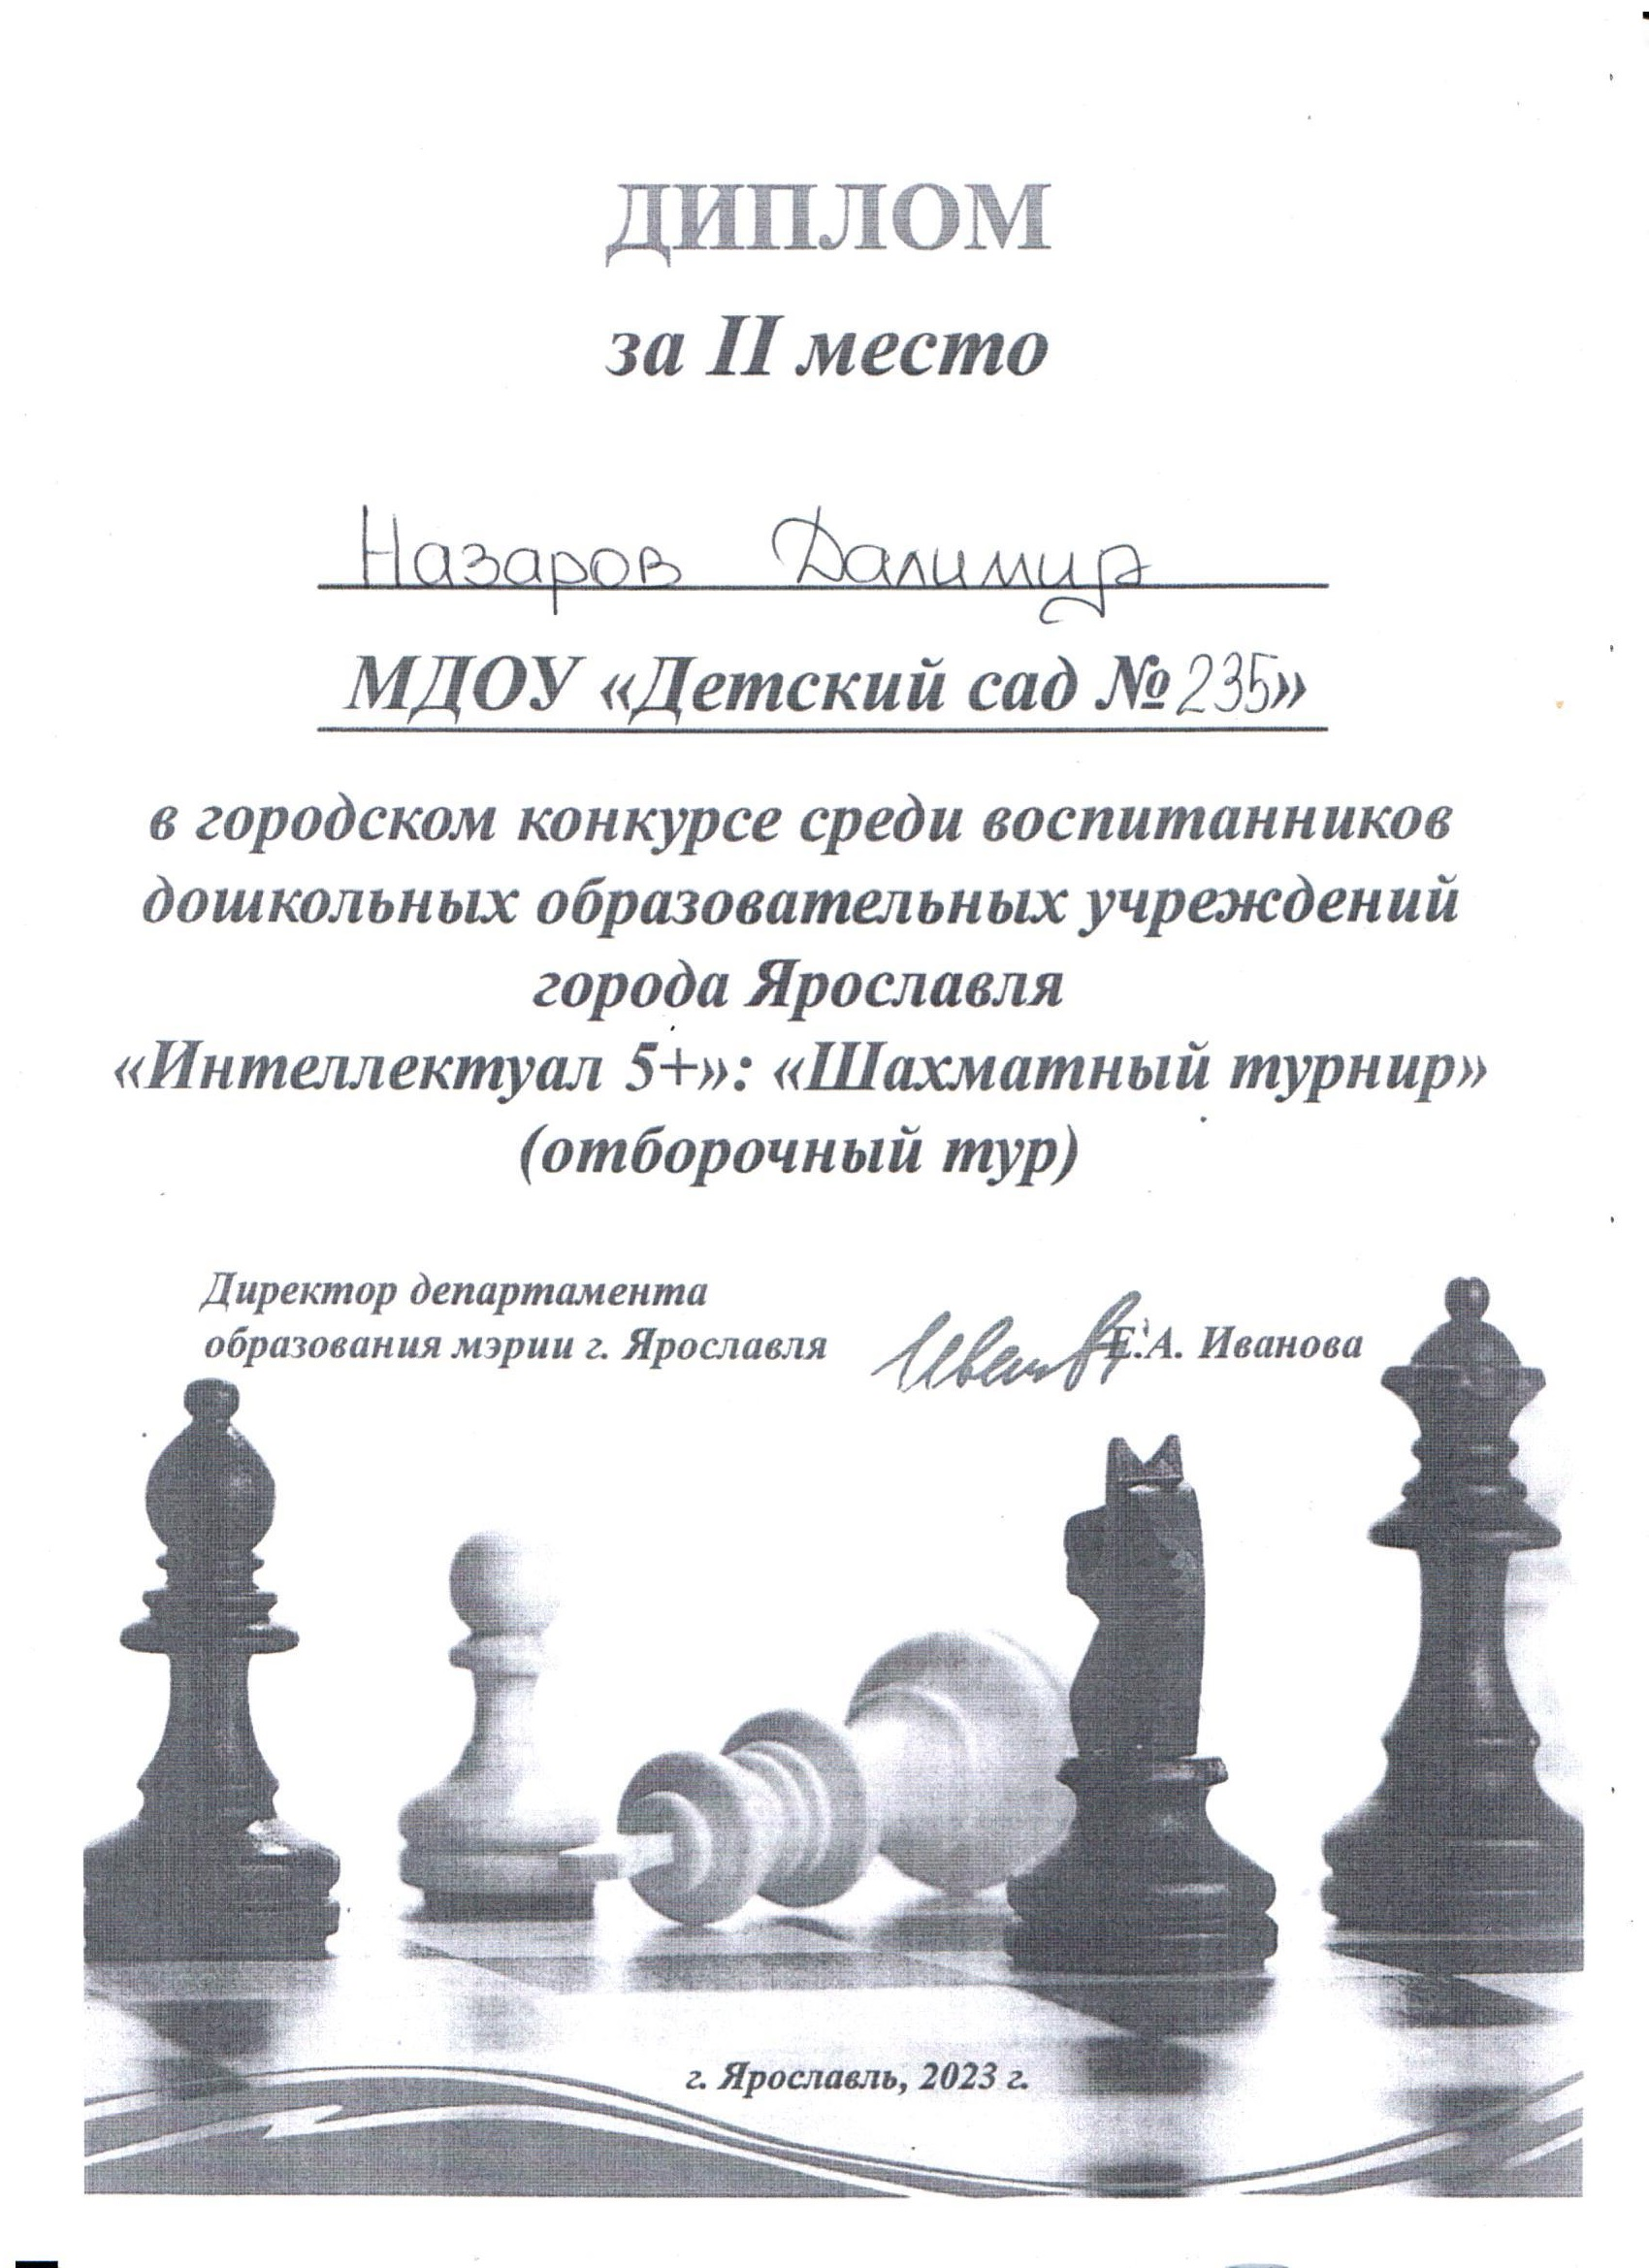 ДИПЛОМ
за II место
Назаров Далимир
МДОУ «Детский сад №235»
в городском конкурсе среди воспитанников
дошкольных образовательных учреждений
города Ярославля
«Интеллектуал 5+»: «Шахматный турнир»
(отборочный тур)
Директор департамента
образования мэрии г. Ярославля Е.А. Иванова
г. Ярославль, 2023 г.